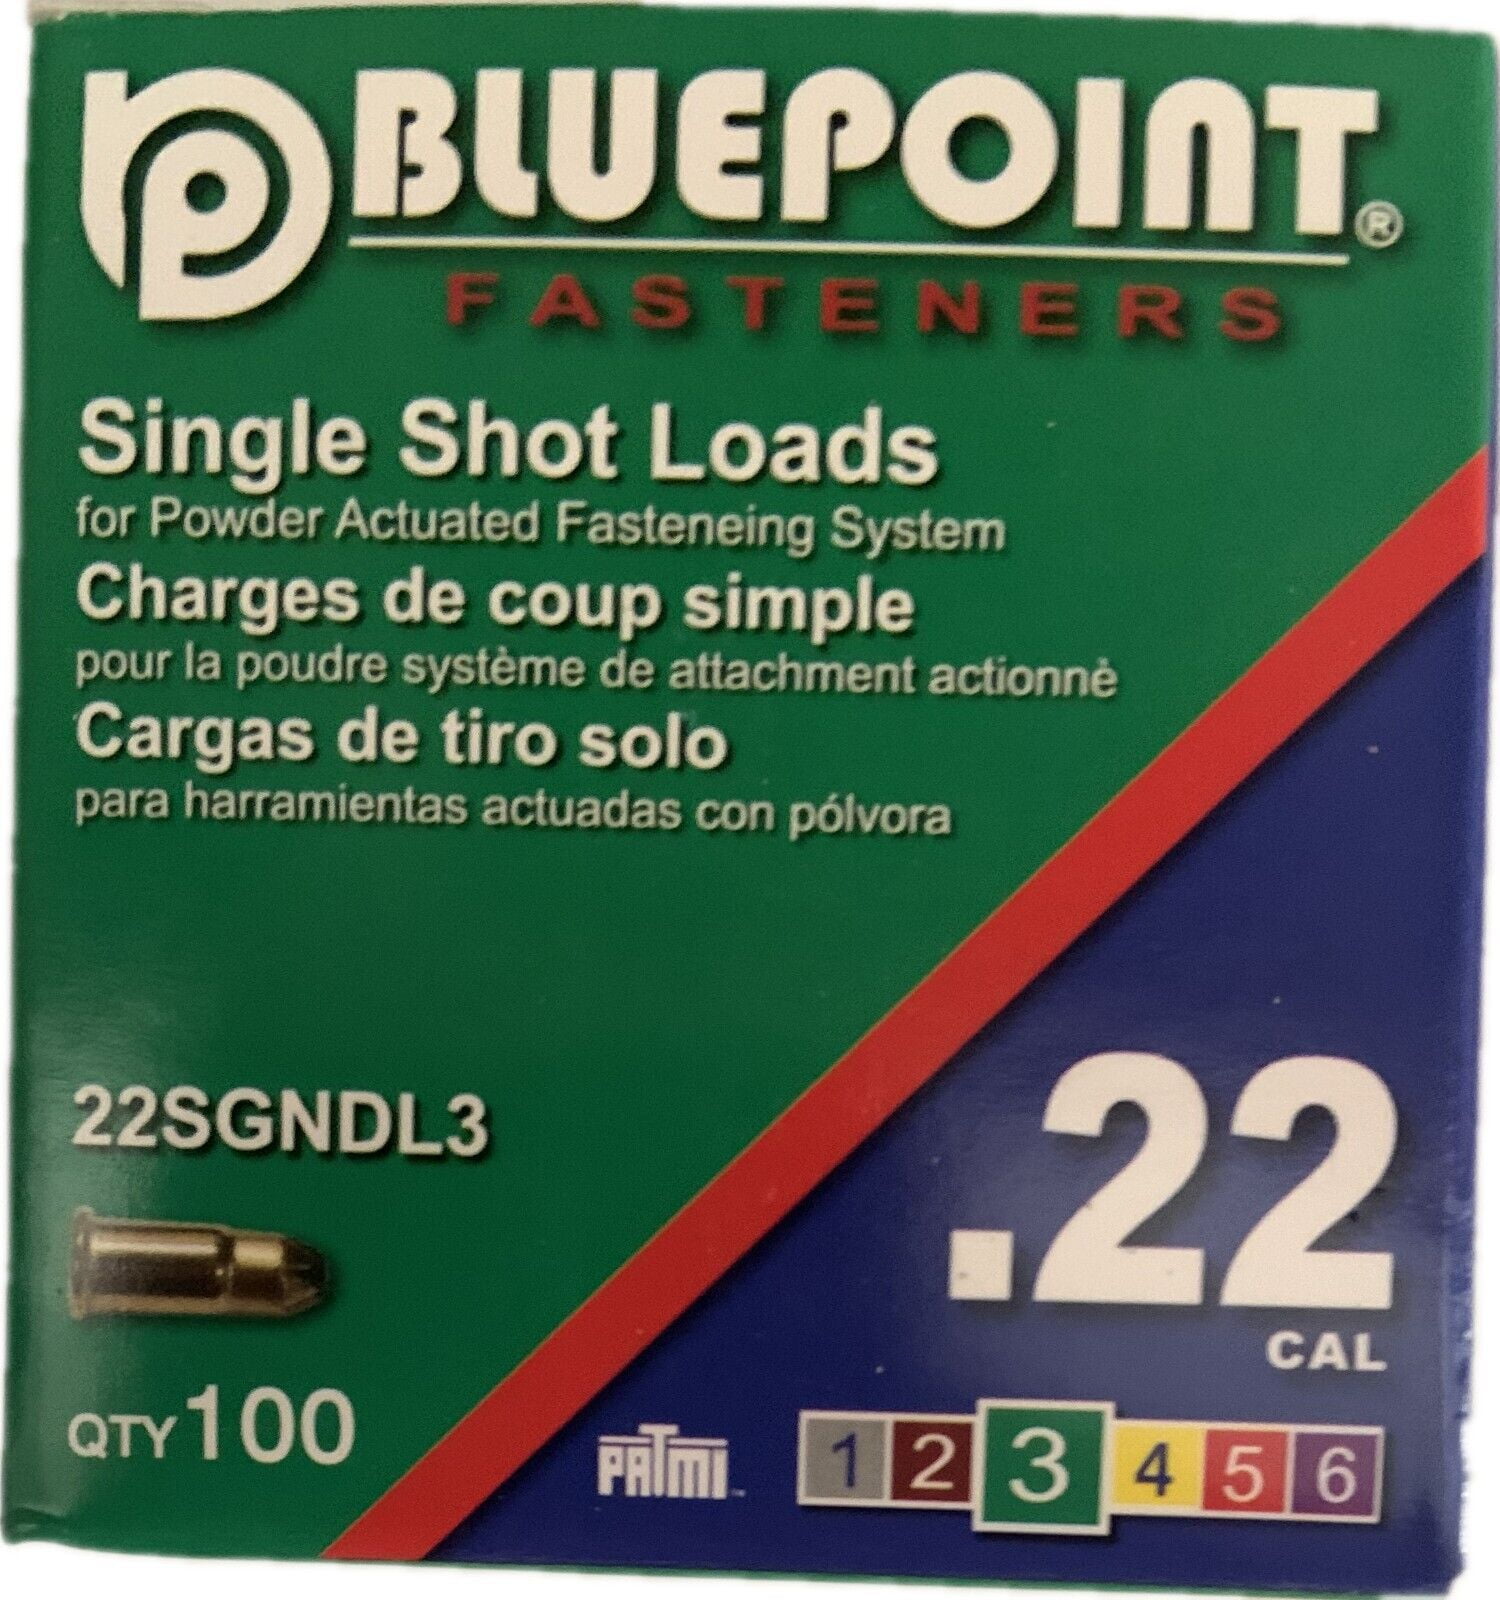 BLUEPOINT®
FASTENERS
Single Shot Loads
for Powder Actuated Fasteneing System
Charges de coup simple
pour la poudre système de attachment actionnè
Cargas de tiro solo
para harramientas actuadas con pólvora
22SGNDL3
.22
CAL
QTY 100
PATMI™
1 2 3 4 5 6